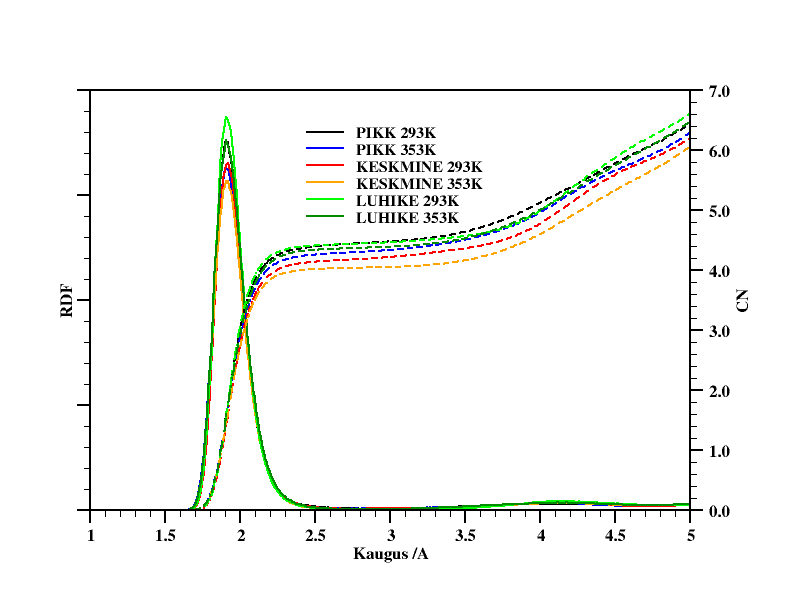 7.0
PIKK 293K
PIKK 353K
KESKMINE 293K
KESKMINE 353K
LUHIKE 293K
LUHIKE 353K
6.0
5.0
4.0
RDF
CN
3.0
2.0
1.0
0.0
1 1.5 2 2.5 3 3.5 4 4.5 5
Kaugus /A